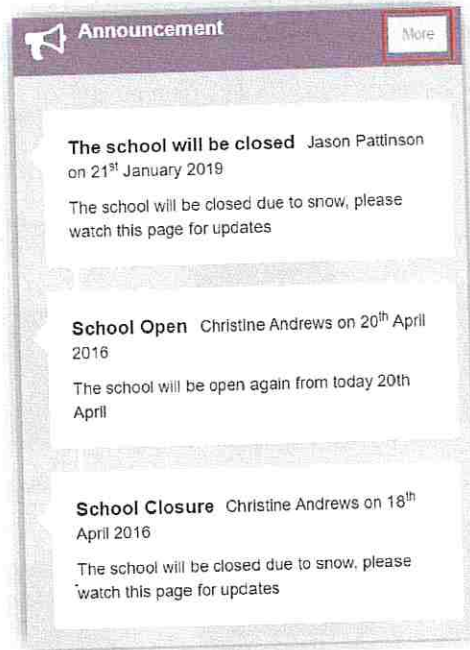 Announcement
More
The school will be closed Jason Pattinson
on 21st January 2019
The school will be closed due to snow, please
watch this page for updates
School Open Christine Andrews on 20th April
2016
The school will be open again from today 20th
April
School Closure Christine Andrews on 18th
April 2016
The school will be closed due to snow, please
watch this page for updates